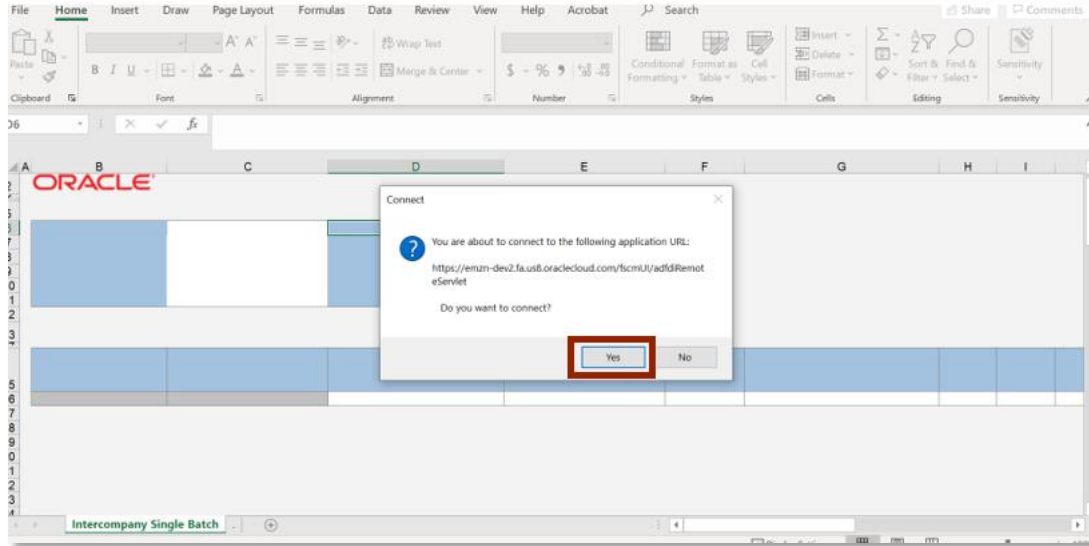 File Home Insert Draw Page Layout Formulas Data Review View Help Acrobat Search Share Comments
Paste
B I U A A A Wrap Text
Merge & Center $ % 9
Conditional Formatting Format as Table Cell Styles
Insert Delete Format
Sort & Filter Find & Select
Sensitivity
Clipboard Font Alignment Number Styles Cells Editing Sensitivity
fx
A B C D E F G H I
ORACLE
Connect
You are about to connect to the following application URL:
https://emzn-dev2.fa.us8.oraclecloud.com/fscmUI/adfdiRemot
eServlet
Do you want to connect?
Yes No
Intercompany Single Batch